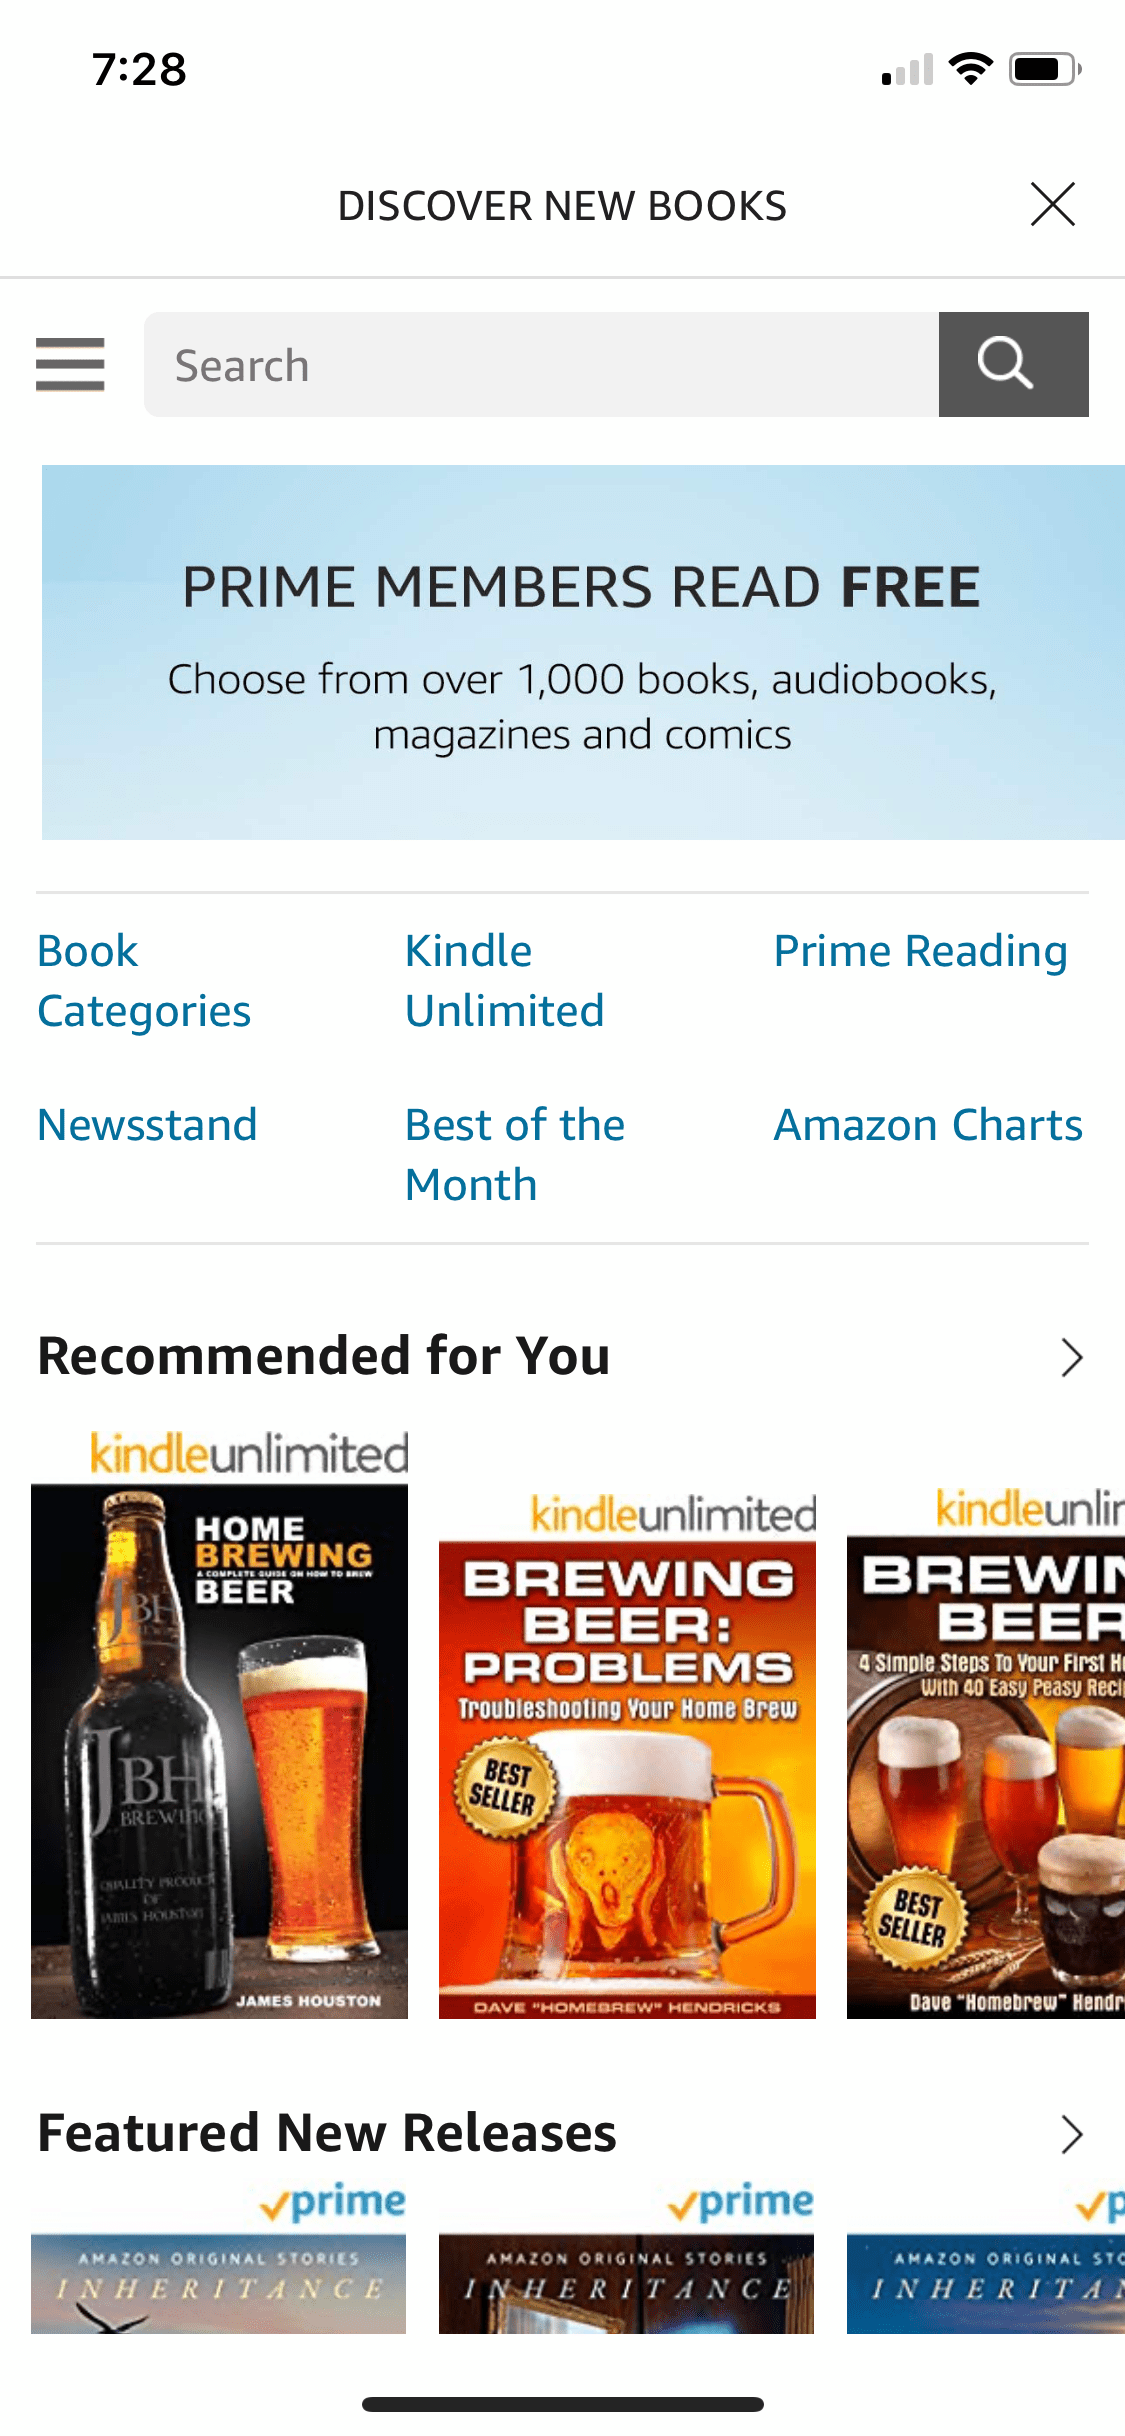 7:28
DISCOVER NEW BOOKS
Search
PRIME MEMBERS READ FREE
Choose from over 1,000 books, audiobooks,
magazines and comics
Book
Categories
Kindle
Unlimited
Prime Reading
Newsstand
Best of the
Month
Amazon Charts
Recommended for You
kindleunlimited
HOME
BREWING
A COMPLETE GUIDE ON HOW TO BREW
BEER
JBH
BREWING
QUALITY PRODUCT
OF
JAMES HOUSTON
JAMES HOUSTON
kindleunlimited
BREWING
BEER:
PROBLEMS
Troubleshooting Your Home Brew
BEST
SELLER
DAVE "HOMEBREW" HENDRICKS
kindleunlim
BREWIN
BEER
4 Simple Steps To Your First H
With 40 Easy Peasy Reci
BEST
SELLER
Dave "Homebrew" Hendr
Featured New Releases
prime
AMAZON ORIGINAL STORIES
INHERITANCE
prime
AMAZON ORIGINAL STORIES
INHERITANCE
p
AMAZON ORIGINAL STO
INHERITAN